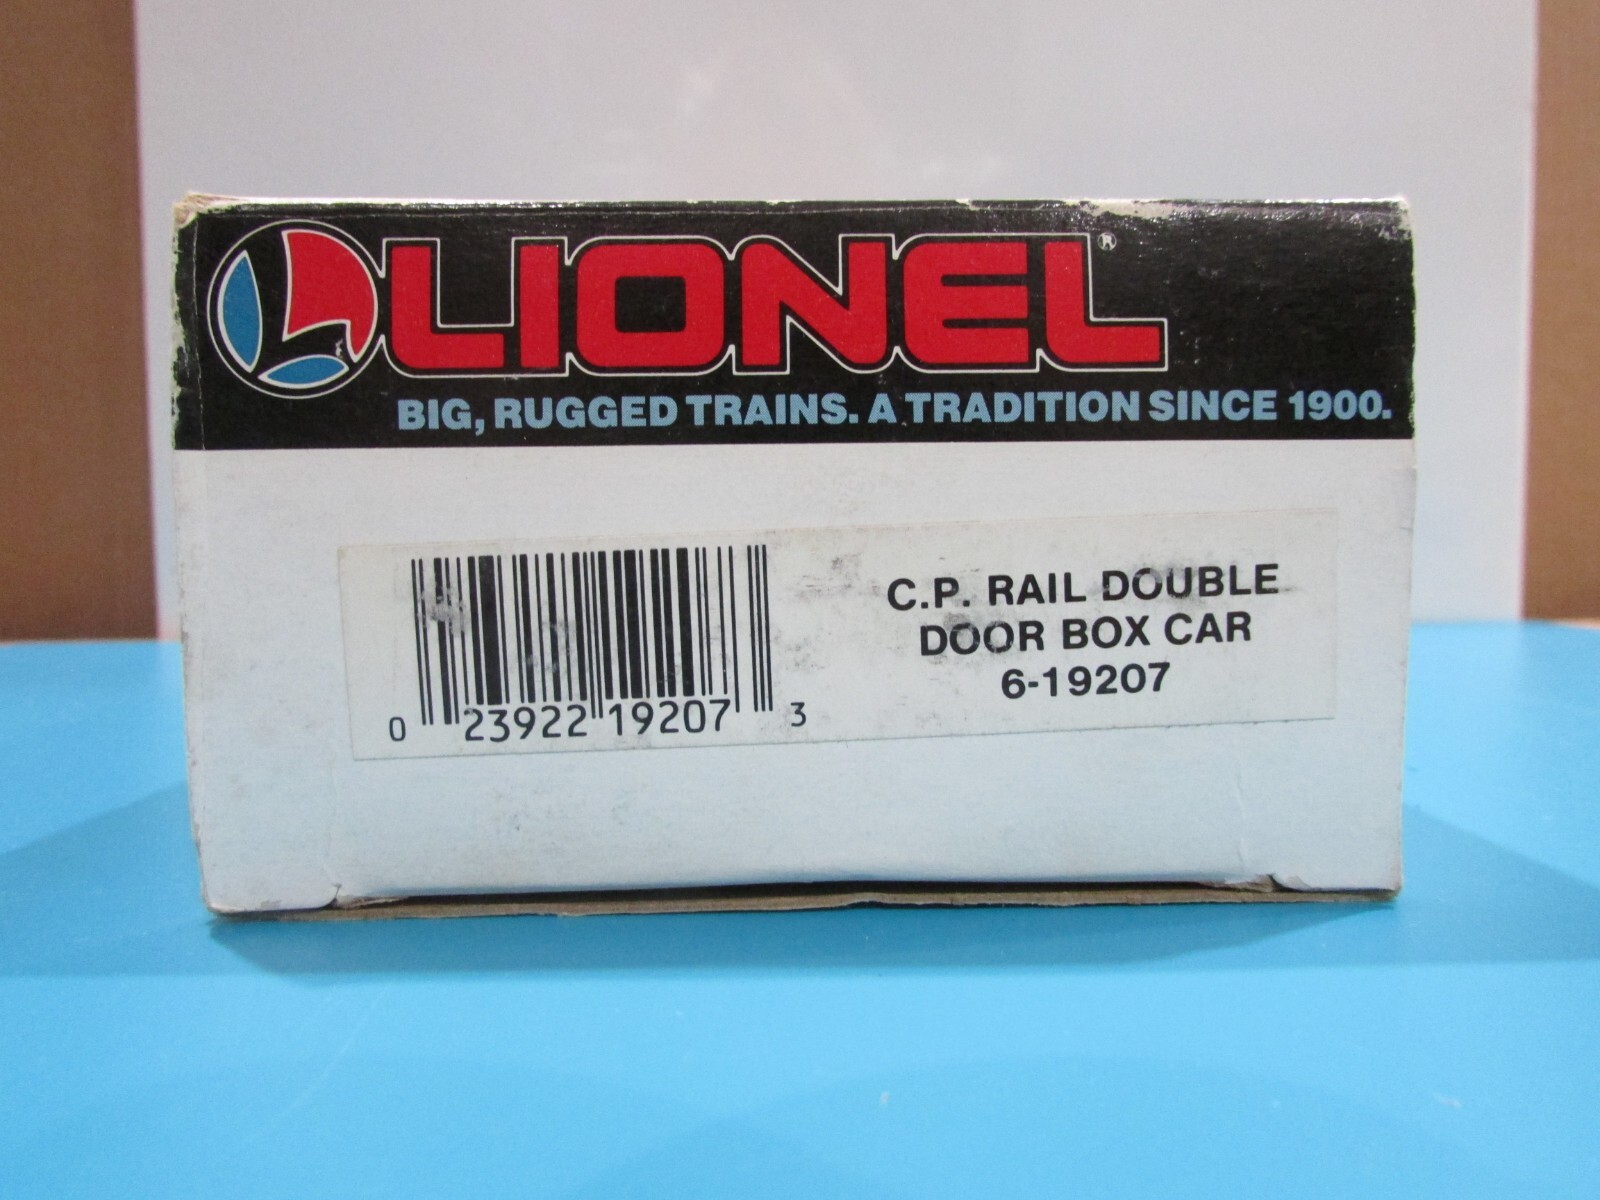 LIONEL®
BIG, RUGGED TRAINS. A TRADITION SINCE 1900.
C.P. RAIL DOUBLE
DOOR BOX CAR
6-19207
0 23922 19207 3